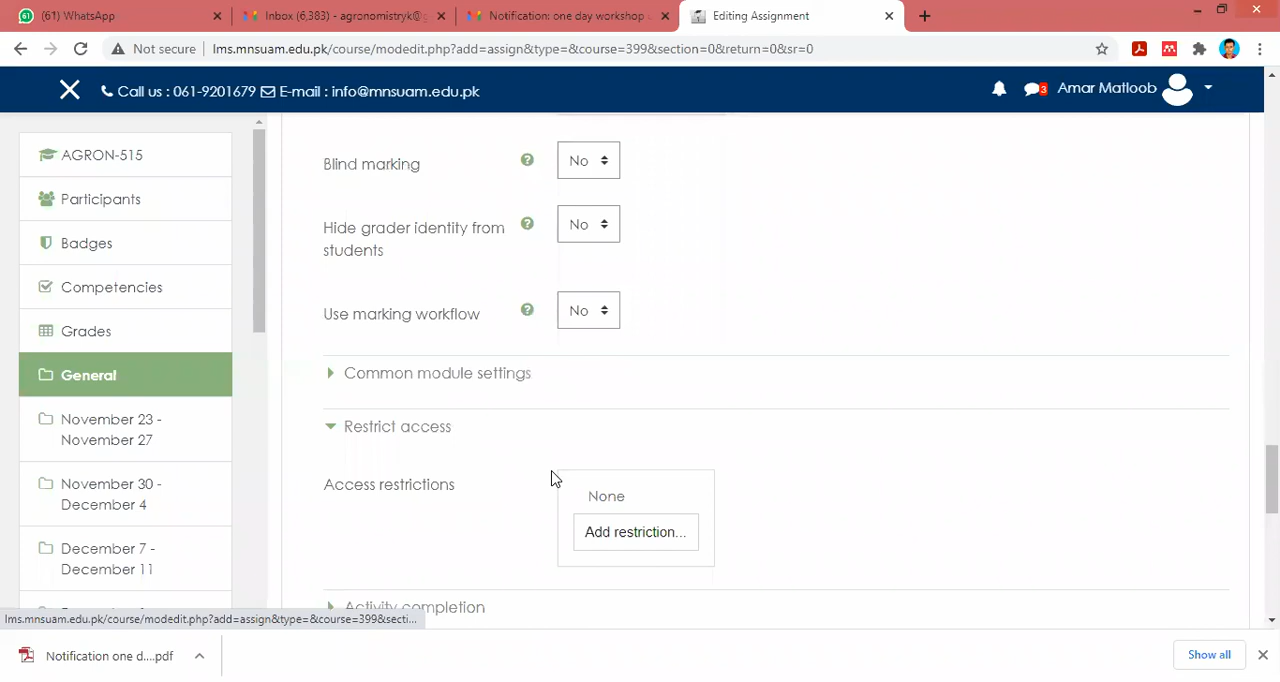 (61) WhatsApp
Inbox (6,383) - agronomistryk@g
Notification: one day workshop
Editing Assignment
Not secure
lms.mnsuam.edu.pk/course/modedit.php?add=assign&type=&course=399&section=0&return=0&sr=0
Call us : 061-9201679 E-mail : info@mnsuam.edu.pk
3
Amar Matloob
AGRON-515
Participants
Badges
Competencies
Grades
General
November 23 -
November 27
November 30 -
December 4
December 7 -
December 11
Blind marking
No
Hide grader identity from
students
No
Use marking workflow
No
Common module settings
Restrict access
Access restrictions
None
Add restriction...
Activity completion
lms.mnsuam.edu.pk/course/modedit.php?add=assign&type=&course=399&secti...
Notification one d....pdf
Show all